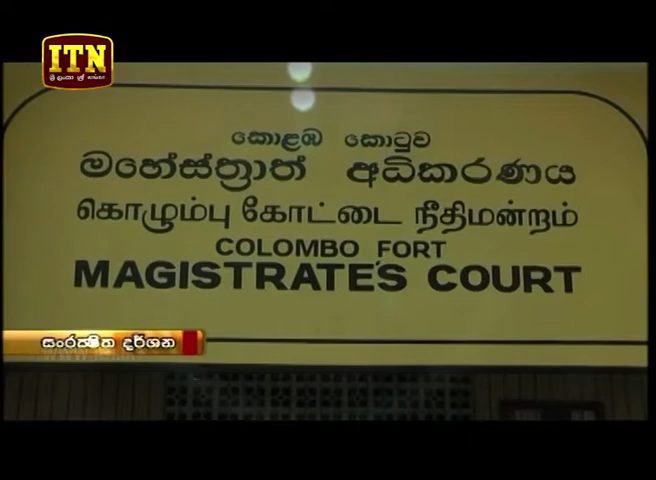 ITN
කොළඹ කොටුව
මහේස්ත්‍රාත් අධිකරණය
கொழும்பு கோட்டை நீதிமன்றம்
COLOMBO FORT
MAGISTRATE'S COURT
සංරක්ෂිත දර්ශන